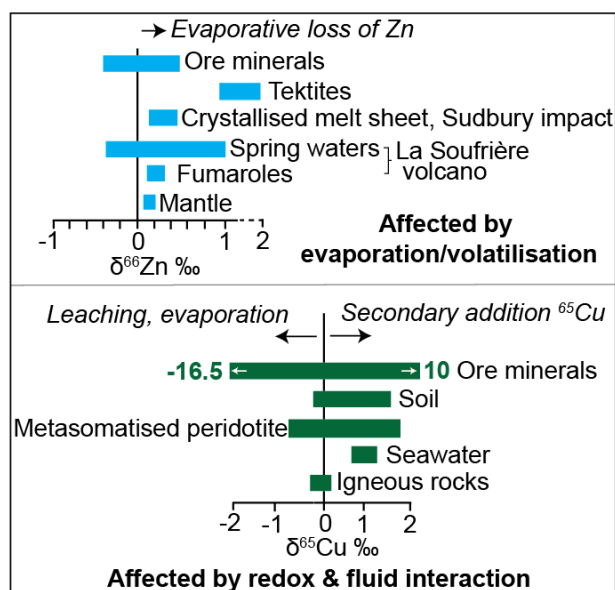 → Evaporative loss of Zn
Ore minerals
Tektites
Crystallised melt sheet, Sudbury impact
Spring waters
La Soufrière
volcano
Fumaroles
Mantle
-1 0 1 2
δ⁶⁶Zn ‰
Affected by
evaporation/volatilisation
Leaching, evaporation
Secondary addition ⁶⁵Cu
-16.5 10 Ore minerals
Soil
Metasomatised peridotite
Seawater
Igneous rocks
-2 -1 0 1 2
δ⁶⁵Cu ‰
Affected by redox & fluid interaction